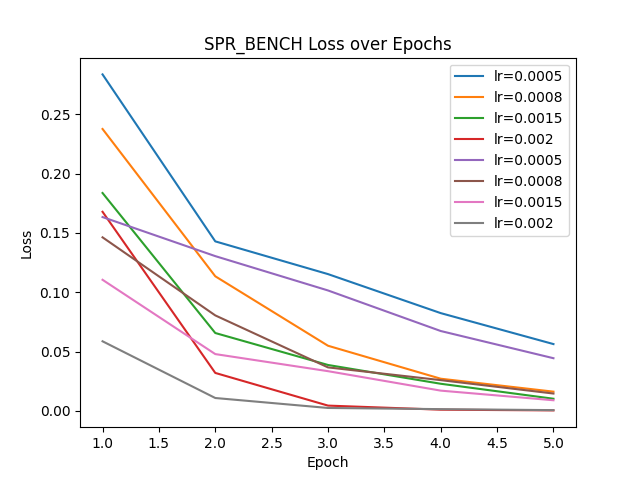 SPR_BENCH Loss over Epochs
Loss
0.25
0.20
0.15
0.10
0.05
0.00
lr=0.0005
lr=0.0008
lr=0.0015
lr=0.002
lr=0.0005
lr=0.0008
lr=0.0015
lr=0.002
1.0 1.5 2.0 2.5 3.0 3.5 4.0 4.5 5.0
Epoch